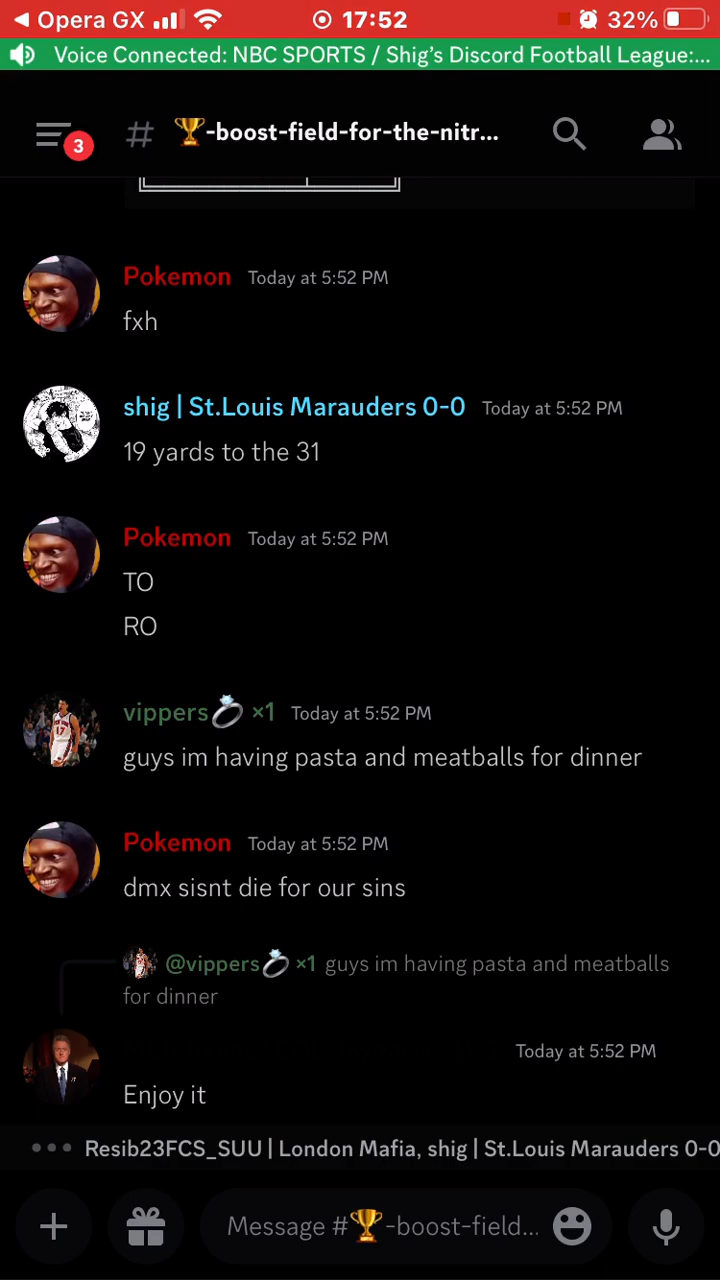 Opera GX 17:52 32%
Voice Connected: NBC SPORTS / Shig's Discord Football League:...
3 # 🏆-boost-field-for-the-nitr...
Pokemon Today at 5:52 PM
fxh
shig | St.Louis Marauders 0-0 Today at 5:52 PM
19 yards to the 31
Pokemon Today at 5:52 PM
TO
RO
vippers💍 ×1 Today at 5:52 PM
guys im having pasta and meatballs for dinner
Pokemon Today at 5:52 PM
dmx sisnt die for our sins
@vippers💍 ×1 guys im having pasta and meatballs
for dinner
Today at 5:52 PM
Enjoy it
Resib23FCS_SUU | London Mafia, shig | St.Louis Marauders 0-0
Message #🏆-boost-field...